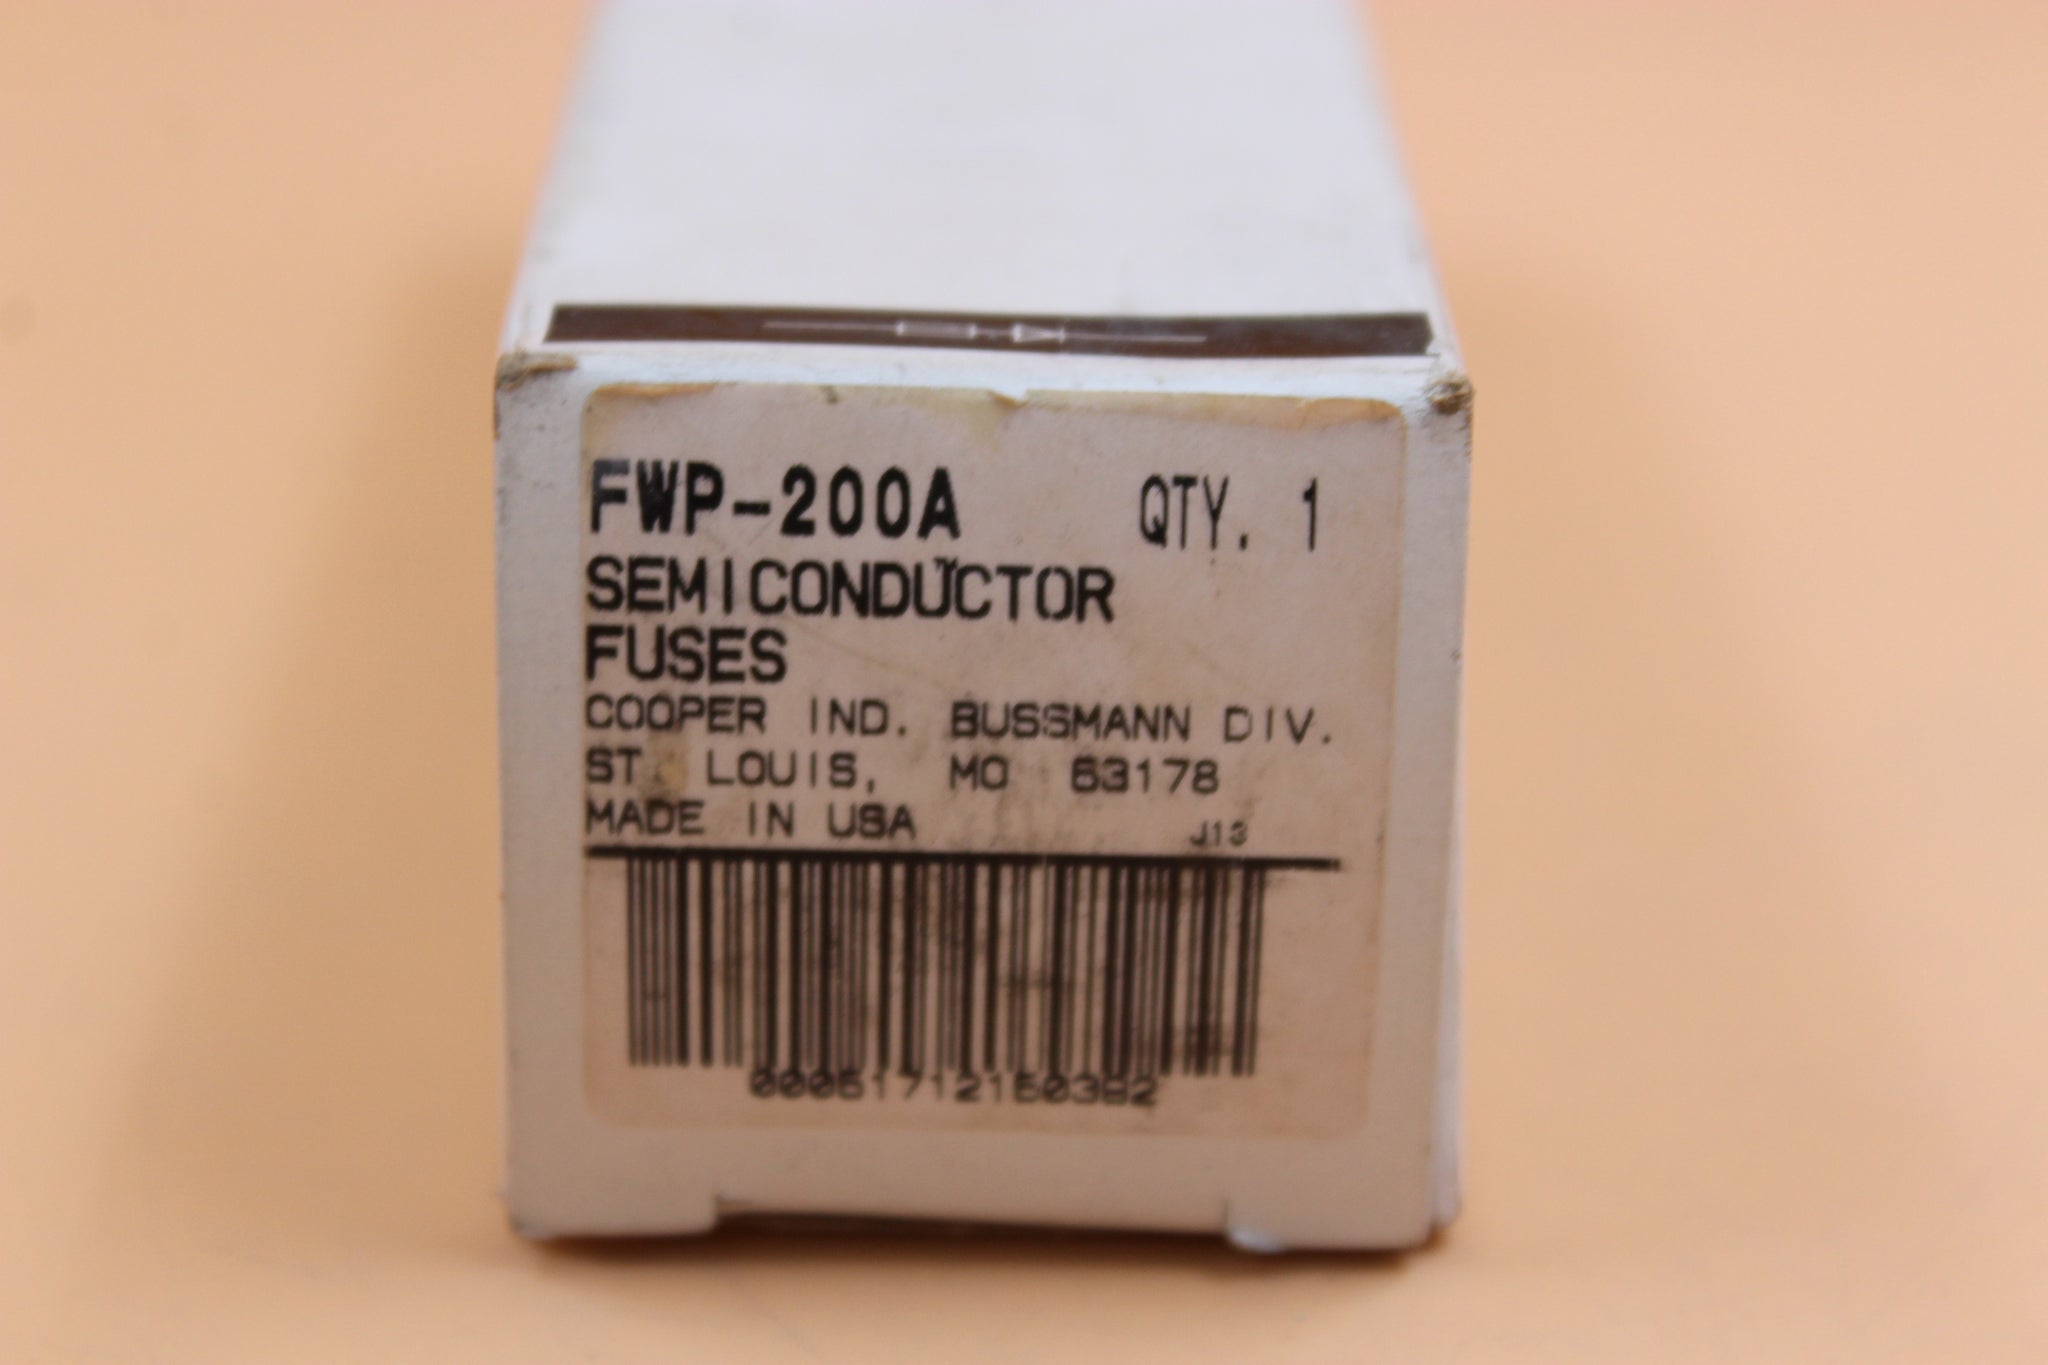 FWP-200A QTY. 1
SEMICONDUCTOR
FUSES
COOPER IND. BUSSMANN DIV.
ST. LOUIS, MO 63178
MADE IN USA J13